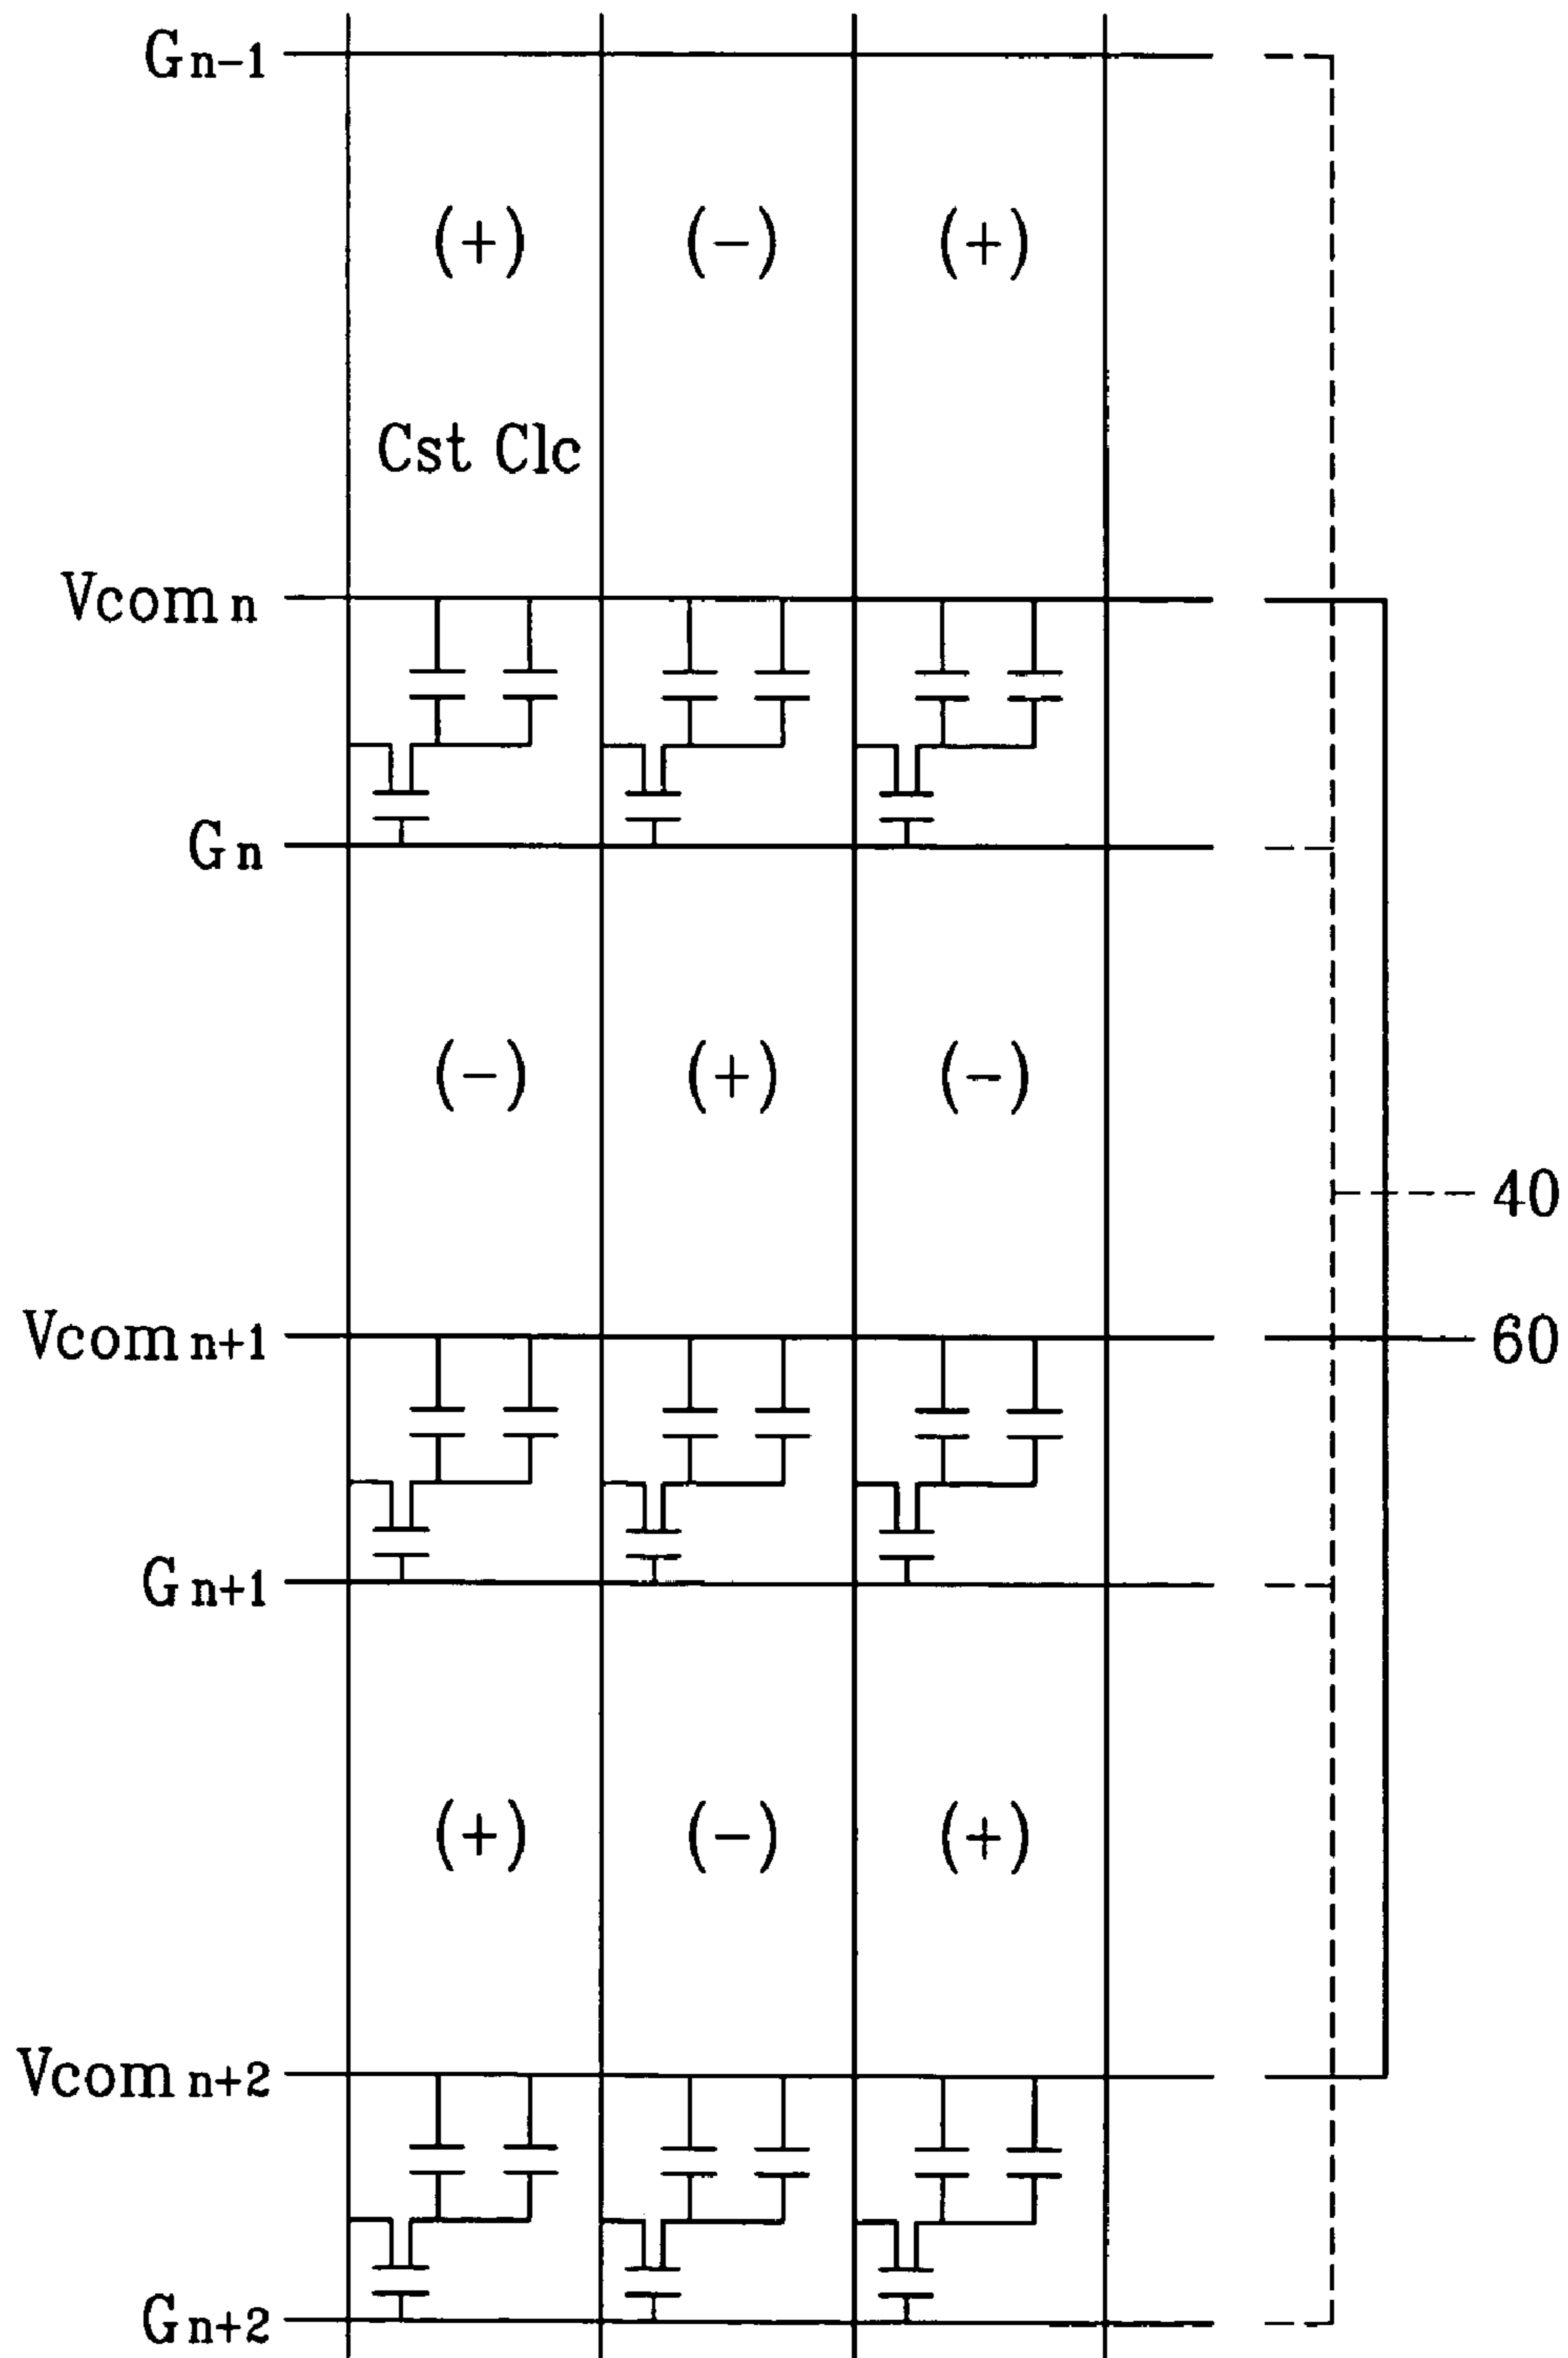 Gn-1
(+) (-) (+)
Cst Clc
Vcom n
Gn
(-) (+) (-)
40
Vcom n+1
60
Gn+1
(+) (-) (+)
Vcom n+2
Gn+2